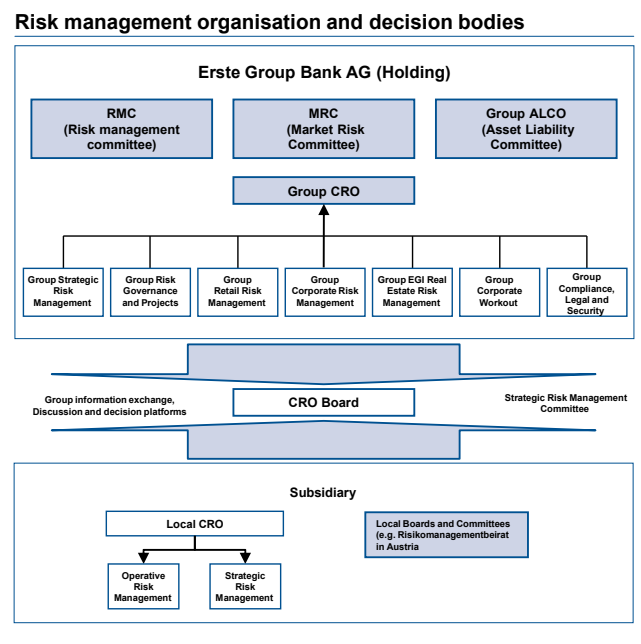 Risk management organisation and decision bodies
Erste Group Bank AG (Holding)
RMC
(Risk management
committee)
MRC
(Market Risk
Committee)
Group ALCO
(Asset Liability
Committee)
Group CRO
Group Strategic
Risk
Management
Group Risk
Governance
and Projects
Group
Retail Risk
Management
Group
Corporate Risk
Management
Group EGI Real
Estate Risk
Management
Group
Corporate
Workout
Group
Compliance,
Legal and
Security
Group information exchange,
Discussion and decision platforms
CRO Board
Strategic Risk Management
Committee
Subsidiary
Local CRO
Operative
Risk
Management
Strategic
Risk
Management
Local Boards and Committees
(e.g. Risikomanagementbeirat
in Austria